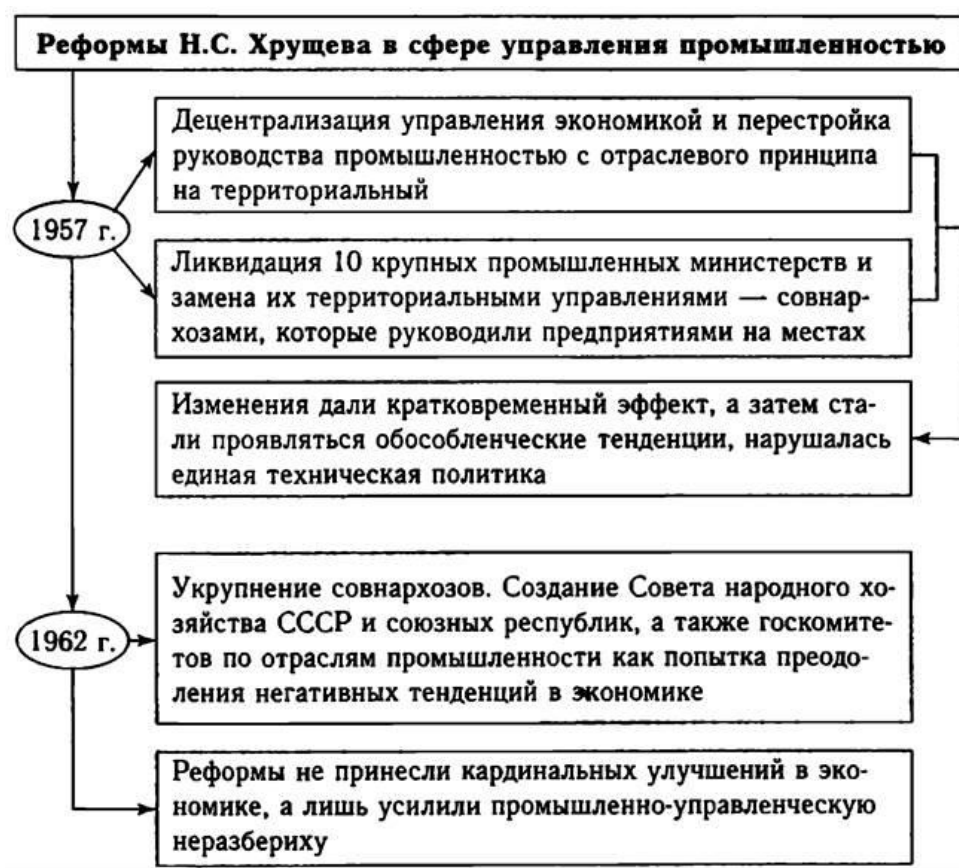 Реформы Н.С. Хрущева в сфере управления промышленностью
Децентрализация управления экономикой и перестройка
руководства промышленностью с отраслевого принципа
на территориальный
1957 г.
Ликвидация 10 крупных промышленных министерств и
замена их территориальными управлениями — совнар-
хозами, которые руководили предприятиями на местах
Изменения дали кратковременный эффект, а затем ста-
ли проявляться обособленческие тенденции, нарушалась
единая техническая политика
1962 г.
Укрупнение совнархозов. Создание Совета народного хо-
зяйства СССР и союзных республик, а также госкомите-
тов по отраслям промышленности как попытка преодо-
ления негативных тенденций в экономике
Реформы не принесли кардинальных улучшений в эко-
номике, а лишь усилили промышленно-управленческую
неразбериху